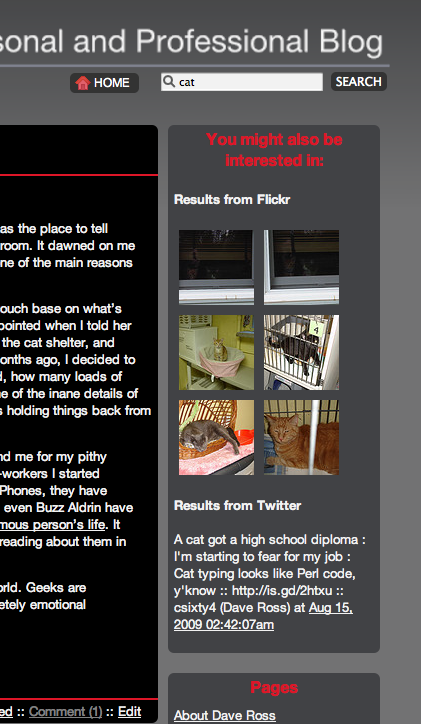 sonal and Professional Blog
HOME
cat
SEARCH
as the place to tell
room. It dawned on me
ne of the main reasons
ouch base on what's
pointed when I told her
the cat shelter, and
onths ago, I decided to
d, how many loads of
e of the inane details of
s holding things back from
nd me for my pithy
-workers I started
Phones, they have
even Buzz Aldrin have
mous person's life. It
reading about them in
orld. Geeks are
etely emotional
ed :: Comment (1) :: Edit
You might also be
interested in:
Results from Flickr
4
Results from Twitter
A cat got a high school diploma :
I'm starting to fear for my job :
Cat typing looks like Perl code,
y'know :: http://is.gd/2htxu ::
csixty4 (Dave Ross) at Aug 15,
2009 02:42:07am
Pages
About Dave Ross